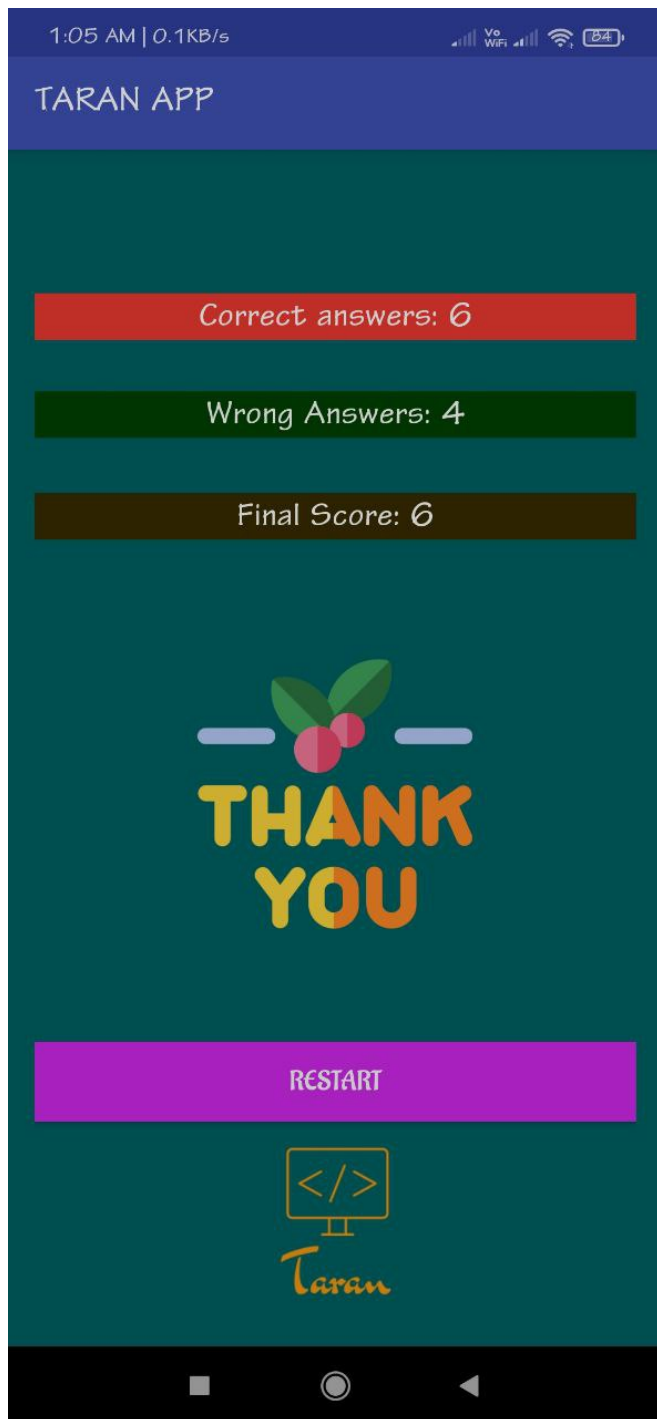 1:05 AM | 0.1KB/s Vo WiFi 84
TARAN APP
Correct answers: 6
Wrong Answers: 4
Final Score: 6
THANK
YOU
RESTART
</>
Taran